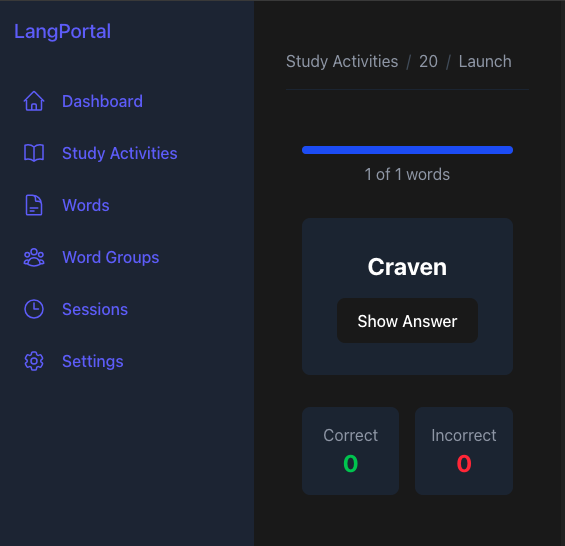 LangPortal
Dashboard
Study Activities
Words
Word Groups
Sessions
Settings
Study Activities / 20 / Launch
1 of 1 words
Craven
Show Answer
Correct
0
Incorrect
0